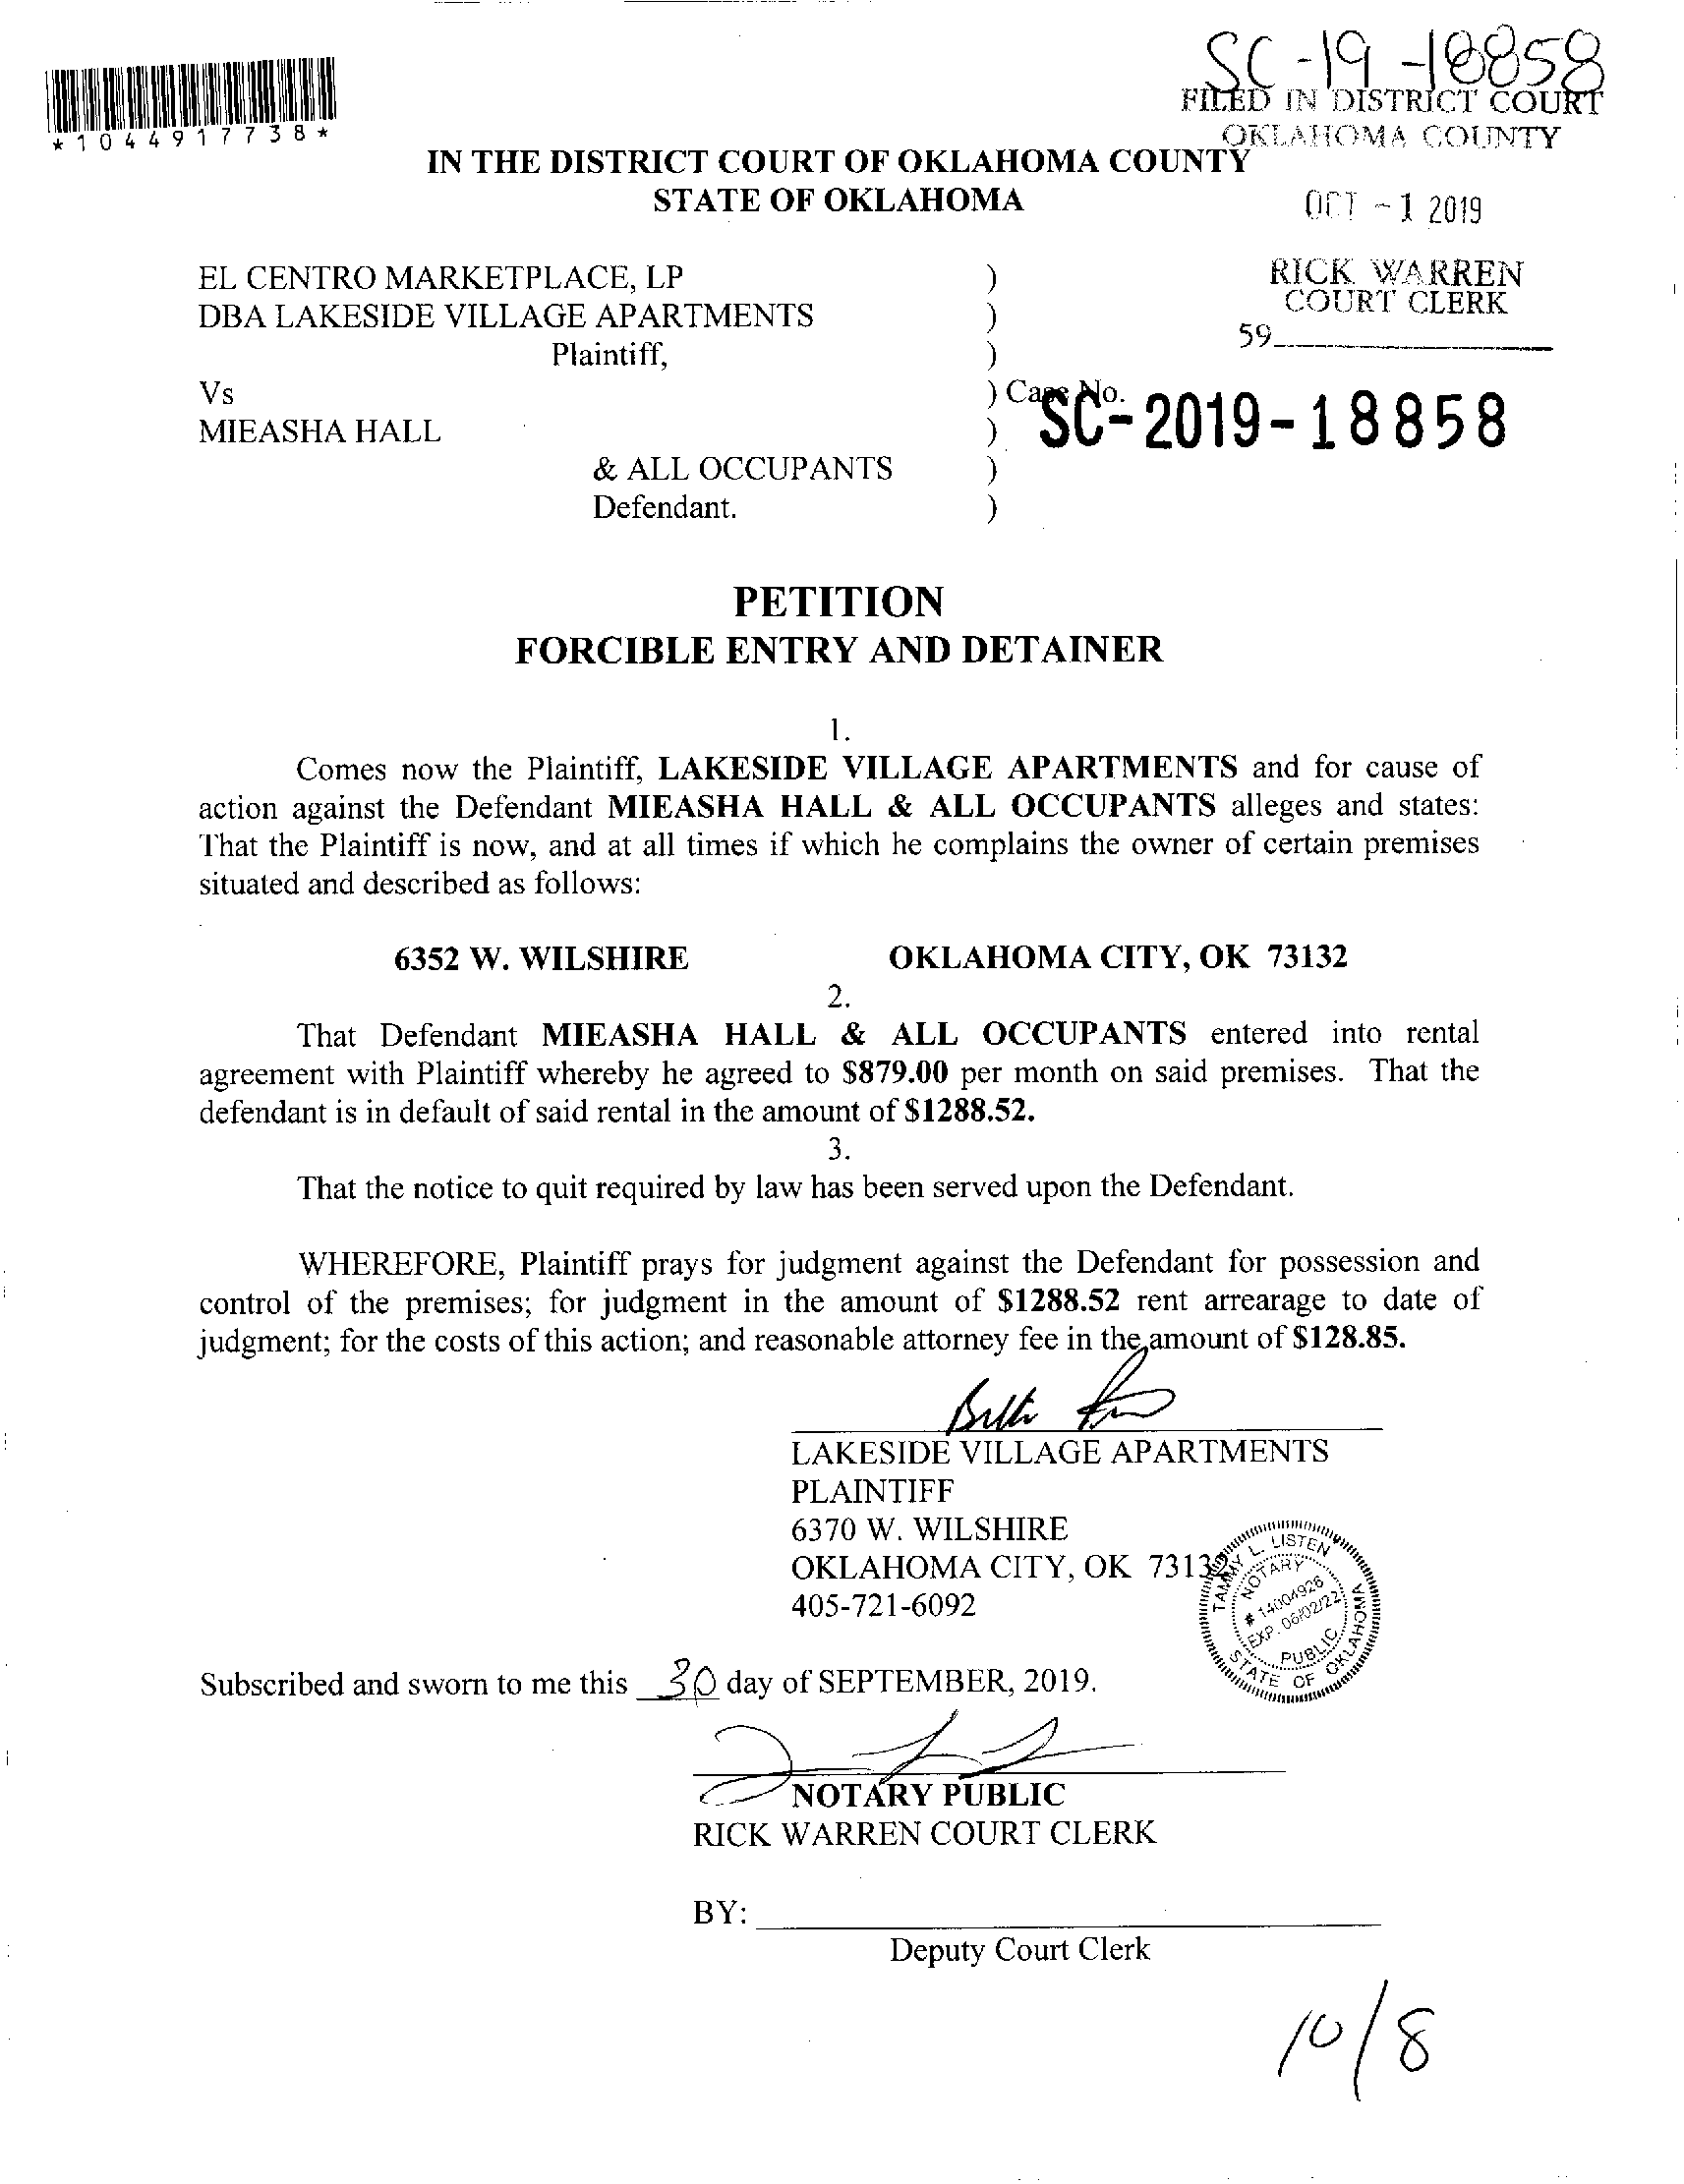 SC-19-18858
*1044917738*
FILED IN DISTRICT COURT
OKLAHOMA COUNTY
IN THE DISTRICT COURT OF OKLAHOMA COUNTY
STATE OF OKLAHOMA
OCT - 1 2019
EL CENTRO MARKETPLACE, LP )
DBA LAKESIDE VILLAGE APARTMENTS )
Plaintiff, )
RICK WARREN
COURT CLERK
59
Vs ) Case No.
SC-2019-18858
MIEASHA HALL )
& ALL OCCUPANTS )
Defendant. )
PETITION
FORCIBLE ENTRY AND DETAINER
1.
Comes now the Plaintiff, LAKESIDE VILLAGE APARTMENTS and for cause of
action against the Defendant MIEASHA HALL & ALL OCCUPANTS alleges and states:
That the Plaintiff is now, and at all times if which he complains the owner of certain premises
situated and described as follows:
6352 W. WILSHIRE OKLAHOMA CITY, OK 73132
2.
That Defendant MIEASHA HALL & ALL OCCUPANTS entered into rental
agreement with Plaintiff whereby he agreed to $879.00 per month on said premises. That the
defendant is in default of said rental in the amount of $1288.52.
3.
That the notice to quit required by law has been served upon the Defendant.
WHEREFORE, Plaintiff prays for judgment against the Defendant for possession and
control of the premises; for judgment in the amount of $1288.52 rent arrearage to date of
judgment; for the costs of this action; and reasonable attorney fee in the amount of $128.85.
LAKESIDE VILLAGE APARTMENTS
PLAINTIFF
6370 W. WILSHIRE
OKLAHOMA CITY, OK 73132
405-721-6092
TAMMY L. LISTEN
NOTARY
# 14004926
EXP. 06/02/22
PUBLIC
STATE OF OKLAHOMA
Subscribed and sworn to me this 30 day of SEPTEMBER, 2019.
NOTARY PUBLIC
RICK WARREN COURT CLERK
BY:
Deputy Court Clerk
10/8